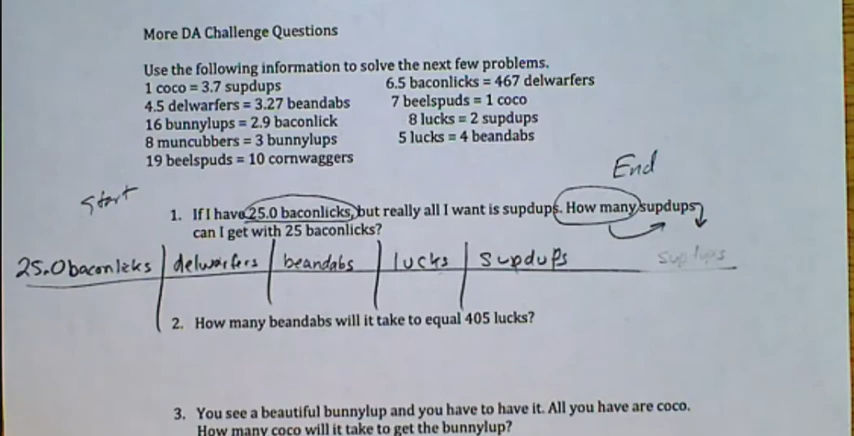 More DA Challenge Questions
Use the following information to solve the next few problems.
1 coco = 3.7 supdups 6.5 baconlicks = 467 delwarfers
4.5 delwarfers = 3.27 beandabs 7 beelspuds = 1 coco
16 bunnylups = 2.9 baconlick 8 lucks = 2 supdups
8 muncubbers = 3 bunnylups 5 lucks = 4 beandabs
19 beelspuds = 10 cornwaggers
End
Start
1. If I have 25.0 baconlicks, but really all I want is supdups. How many supdups
can I get with 25 baconlicks?
25.0 baconlicks delwarfers beandabs lucks supdups supdups
2. How many beandabs will it take to equal 405 lucks?
3. You see a beautiful bunnylup and you have to have it. All you have are coco.
How many coco will it take to get the bunnylup?